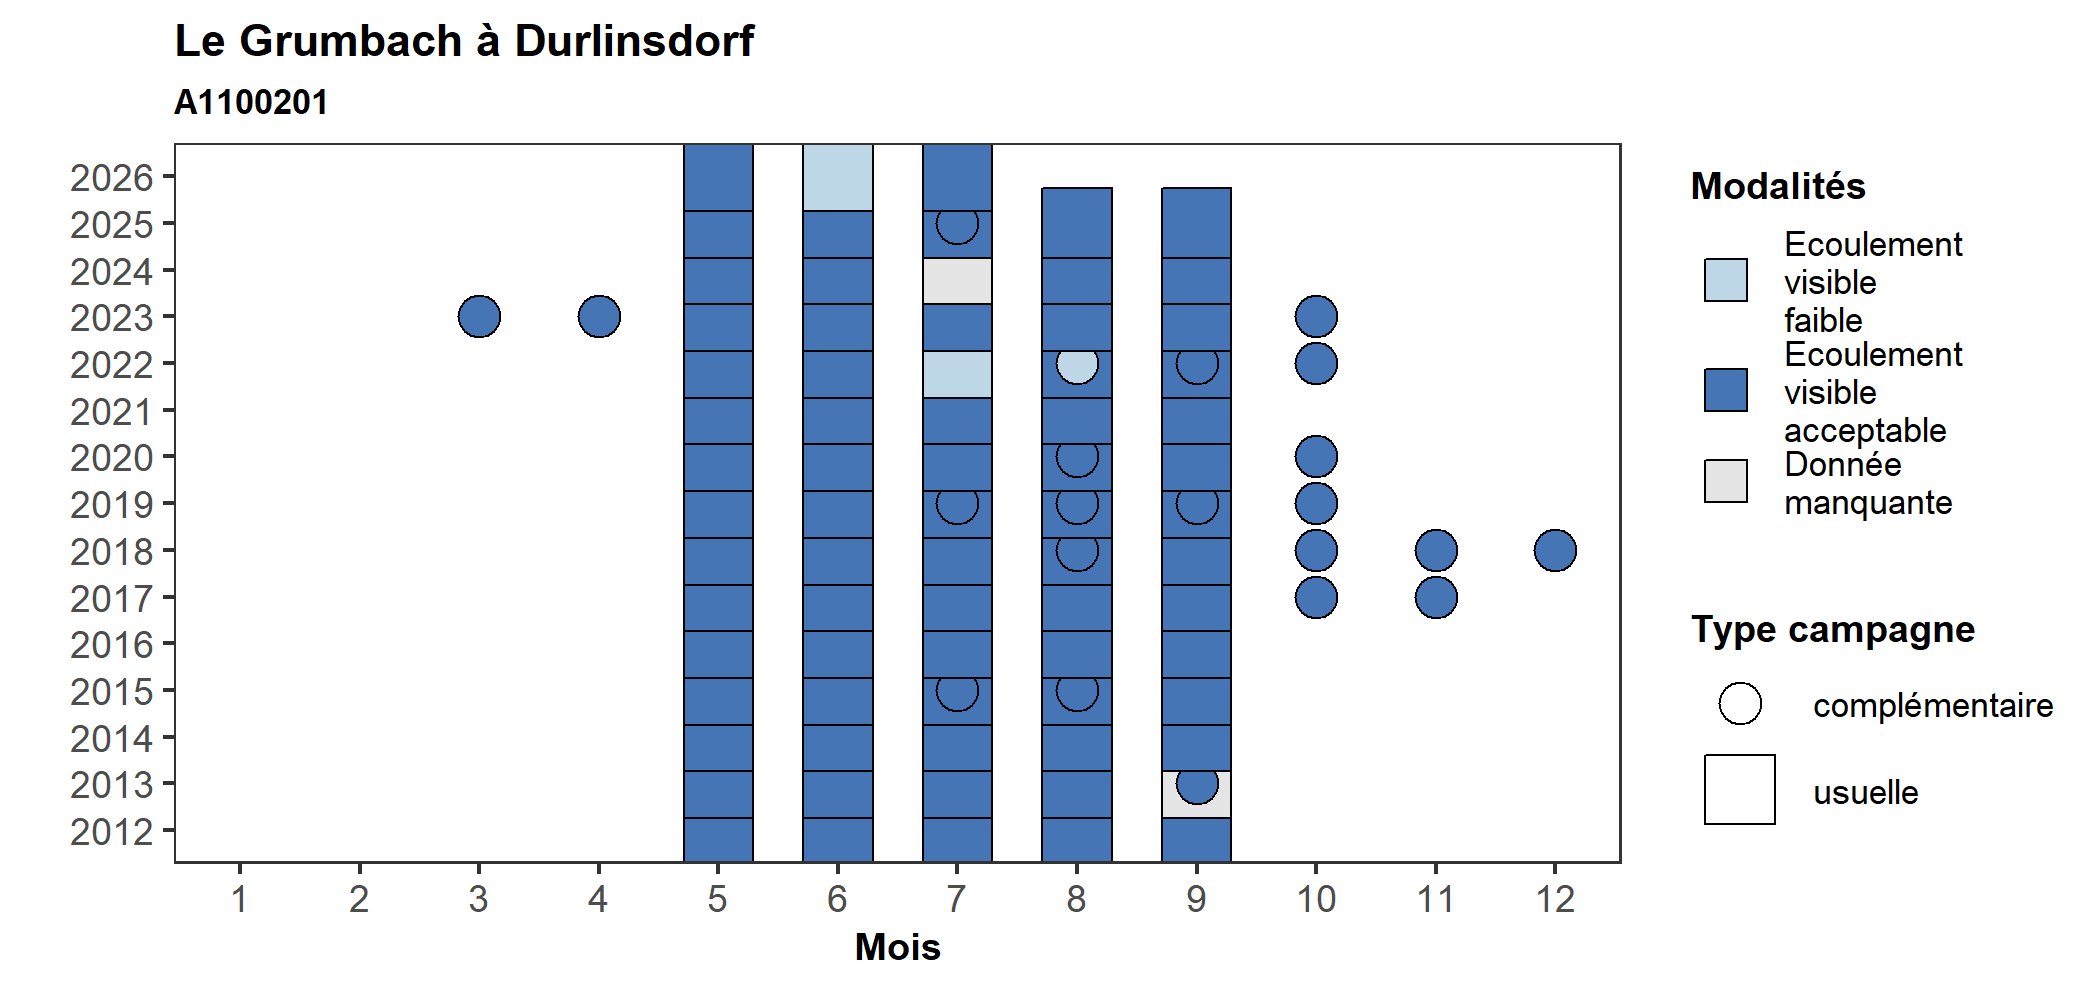 Le Grumbach à Durlinsdorf
A1100201
2026
2025
2024
2023
2022
2021
2020
2019
2018
2017
2016
2015
2014
2013
2012
1 2 3 4 5 6 7 8 9 10 11 12
Mois
Modalités
Ecoulement
visible
faible
Ecoulement
visible
acceptable
Donnée
manquante
Type campagne
complémentaire
usuelle